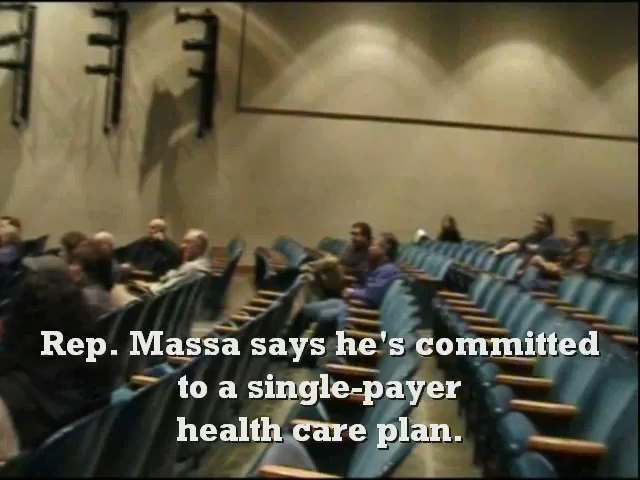 Rep. Massa says he's committed
to a single-payer
health care plan.